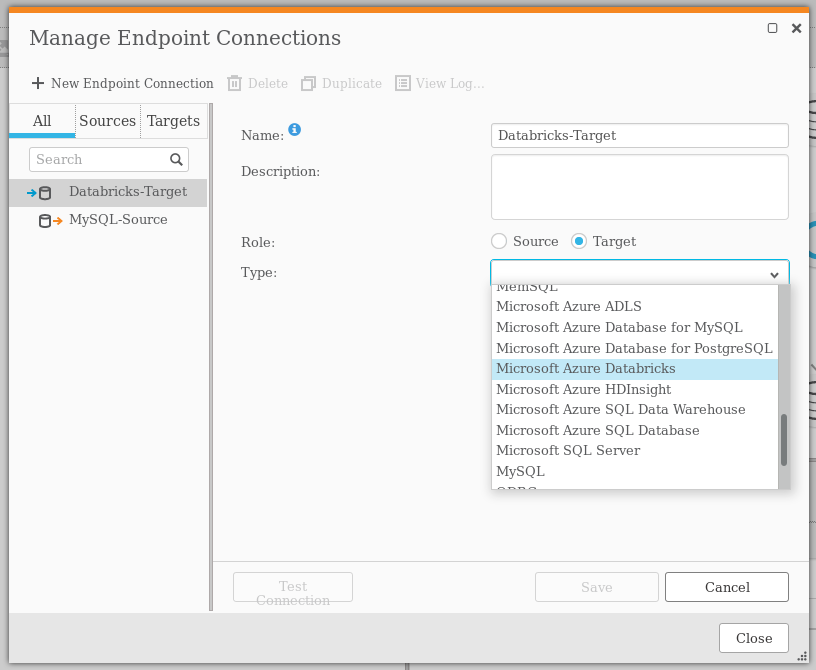 Manage Endpoint Connections
New Endpoint Connection Delete Duplicate View Log...
All Sources Targets
Search
Databricks-Target
MySQL-Source
Name:
Databricks-Target
Description:
Role:
Source Target
Type:
MemSQL
Microsoft Azure ADLS
Microsoft Azure Database for MySQL
Microsoft Azure Database for PostgreSQL
Microsoft Azure Databricks
Microsoft Azure HDInsight
Microsoft Azure SQL Data Warehouse
Microsoft Azure SQL Database
Microsoft SQL Server
MySQL
ODBC
Test
Connection
Save
Cancel
Close